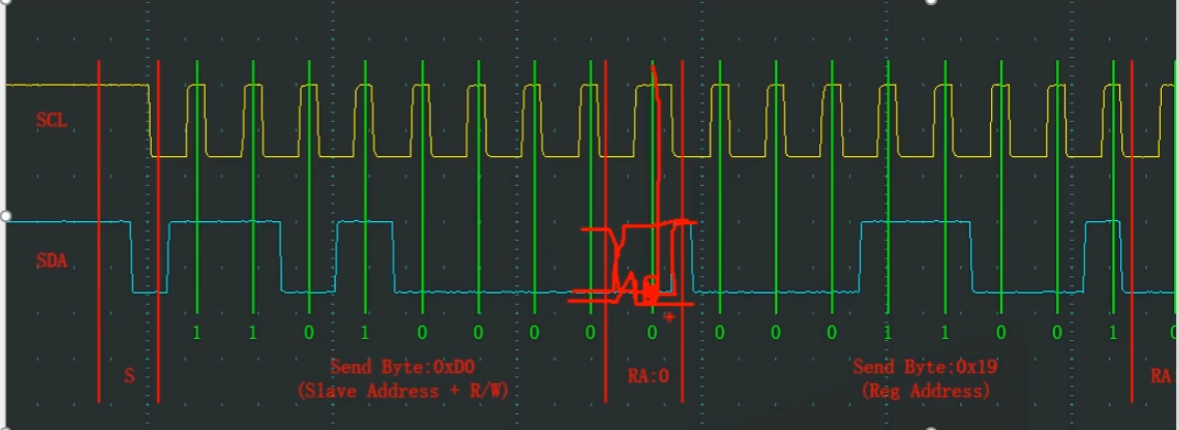 SCL
SDA
1 1 0 1 0 0 0 0 0 0 0 0 1 1 0 0 1 0
S
Send Byte:0xD0
(Slave Address + R/W)
RA:0
Send Byte:0x19
(Reg Address)
RA: